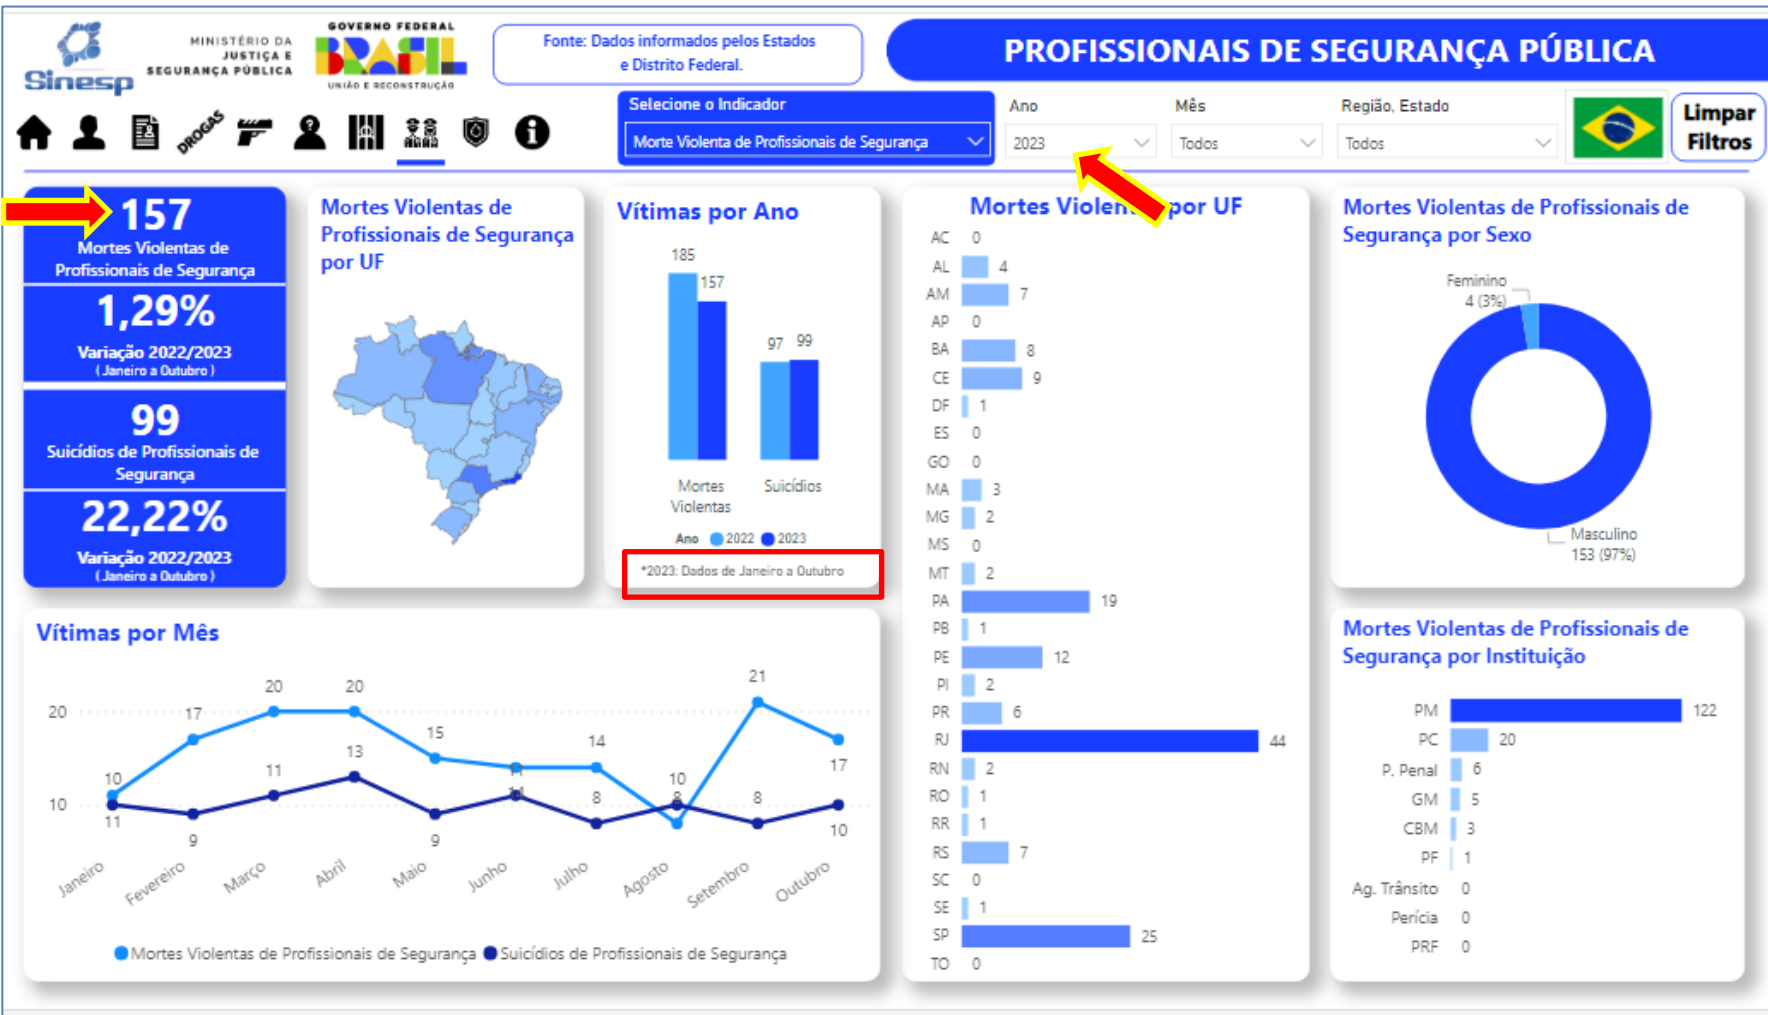 Sinesp
MINISTÉRIO DA
JUSTIÇA E
SEGURANÇA PÚBLICA
GOVERNO FEDERAL
BRASIL
UNIÃO E RECONSTRUÇÃO
Fonte: Dados informados pelos Estados
e Distrito Federal.
PROFISSIONAIS DE SEGURANÇA PÚBLICA
DROGAS
Selecione o Indicador
Morte Violenta de Profissionais de Segurança
Ano
2023
Mês
Todos
Região, Estado
Todos
Limpar
Filtros
157
Mortes Violentas de
Profissionais de Segurança
1,29%
Variação 2022/2023
( Janeiro a Outubro )
99
Suicídios de Profissionais de
Segurança
22,22%
Variação 2022/2023
( Janeiro a Outubro )
Mortes Violentas de
Profissionais de Segurança
por UF
Vítimas por Ano
185
157
97
99
Mortes
Violentas
Suicídios
Ano 2022 2023
*2023: Dados de Janeiro a Outubro
Mortes Violen por UF
AC 0
AL 4
AM 7
AP 0
BA 8
CE 9
DF 1
ES 0
GO 0
MA 3
MG 2
MS 0
MT 2
PA 19
PB 1
PE 12
PI 2
PR 6
RJ 44
RN 2
RO 1
RR 1
RS 7
SC 0
SE 1
SP 25
TO 0
Mortes Violentas de Profissionais de
Segurança por Sexo
Feminino
4 (3%)
Masculino
153 (97%)
Mortes Violentas de Profissionais de
Segurança por Instituição
PM 122
PC 20
P. Penal 6
GM 5
CBM 3
PF 1
Ag. Trânsito 0
Perícia 0
PRF 0
Vítimas por Mês
20
10
10 17 20 20 15 11 14 10 21 17
11 9 11 13 9 14 8 8 8 10
Janeiro
Fevereiro
Março
Abril
Maio
Junho
Julho
Agosto
Setembro
Outubro
Mortes Violentas de Profissionais de Segurança Suicídios de Profissionais de Segurança